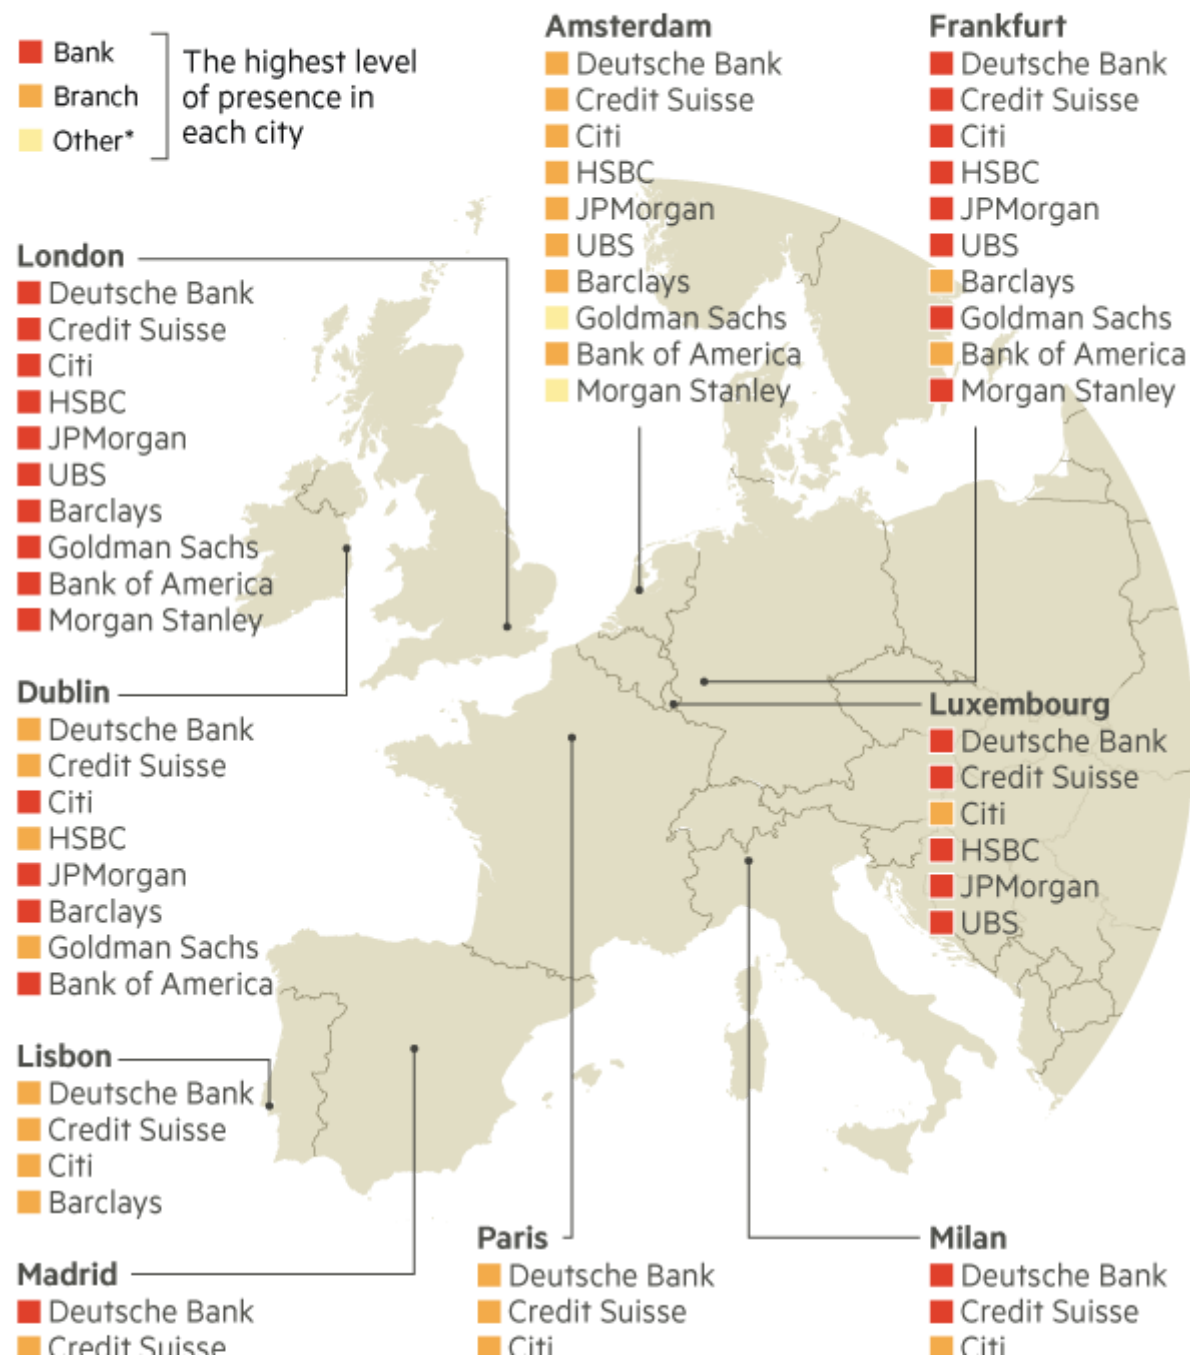 Bank
Branch
Other*
The highest level
of presence in
each city
Amsterdam
Deutsche Bank
Credit Suisse
Citi
HSBC
JPMorgan
UBS
Barclays
Goldman Sachs
Bank of America
Morgan Stanley
Frankfurt
Deutsche Bank
Credit Suisse
Citi
HSBC
JPMorgan
UBS
Barclays
Goldman Sachs
Bank of America
Morgan Stanley
London
Deutsche Bank
Credit Suisse
Citi
HSBC
JPMorgan
UBS
Barclays
Goldman Sachs
Bank of America
Morgan Stanley
Dublin
Deutsche Bank
Credit Suisse
Citi
HSBC
JPMorgan
Barclays
Goldman Sachs
Bank of America
Luxembourg
Deutsche Bank
Credit Suisse
Citi
HSBC
JPMorgan
UBS
Lisbon
Deutsche Bank
Credit Suisse
Citi
Barclays
Madrid
Deutsche Bank
Credit Suisse
Paris
Deutsche Bank
Credit Suisse
Citi
Milan
Deutsche Bank
Credit Suisse
Citi